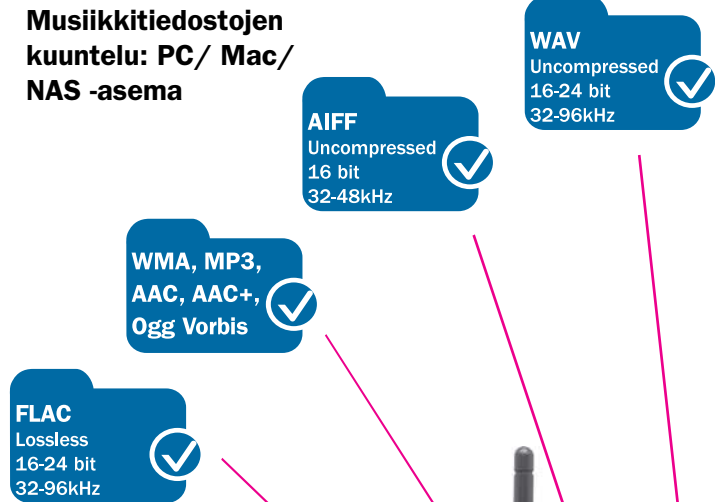 Musiikkitiedostojen
kuuntelu: PC/ Mac/
NAS -asema
WAV
Uncompressed
16-24 bit
32-96kHz
AIFF
Uncompressed
16 bit
32-48kHz
WMA, MP3,
AAC, AAC+,
Ogg Vorbis
FLAC
Lossless
16-24 bit
32-96kHz